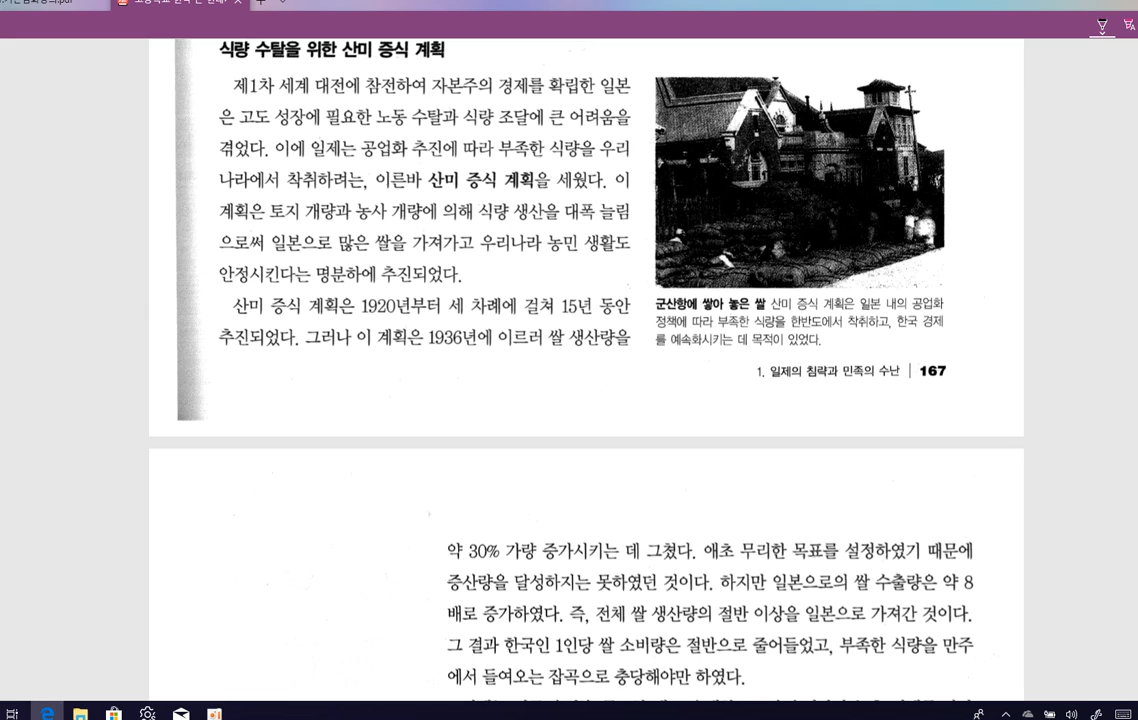 식량 수탈을 위한 산미 증식 계획
제1차 세계 대전에 참전하여 자본주의 경제를 확립한 일본
은 고도 성장에 필요한 노동 수탈과 식량 조달에 큰 어려움을
겪었다. 이에 일제는 공업화 추진에 따라 부족한 식량을 우리
나라에서 착취하려는, 이른바 산미 증식 계획을 세웠다. 이
계획은 토지 개량과 농사 개량에 의해 식량 생산을 대폭 늘림
으로써 일본으로 많은 쌀을 가져가고 우리나라 농민 생활도
안정시킨다는 명분하에 추진되었다.
산미 증식 계획은 1920년부터 세 차례에 걸쳐 15년 동안
추진되었다. 그러나 이 계획은 1936년에 이르러 쌀 생산량을
군산항에 쌓아 놓은 쌀 산미 증식 계획은 일본 내의 공업화
정책에 따라 부족한 식량을 한반도에서 착취하고, 한국 경제
를 예속화시키는 데 목적이 있었다.
1. 일제의 침략과 민족의 수난 | 167
약 30% 가량 증가시키는 데 그쳤다. 애초 무리한 목표를 설정하였기 때문에
증산량을 달성하지는 못하였던 것이다. 하지만 일본으로의 쌀 수출량은 약 8
배로 증가하였다. 즉, 전체 쌀 생산량의 절반 이상을 일본으로 가져간 것이다.
그 결과 한국인 1인당 쌀 소비량은 절반으로 줄어들었고, 부족한 식량을 만주
에서 들여오는 잡곡으로 충당해야만 하였다.